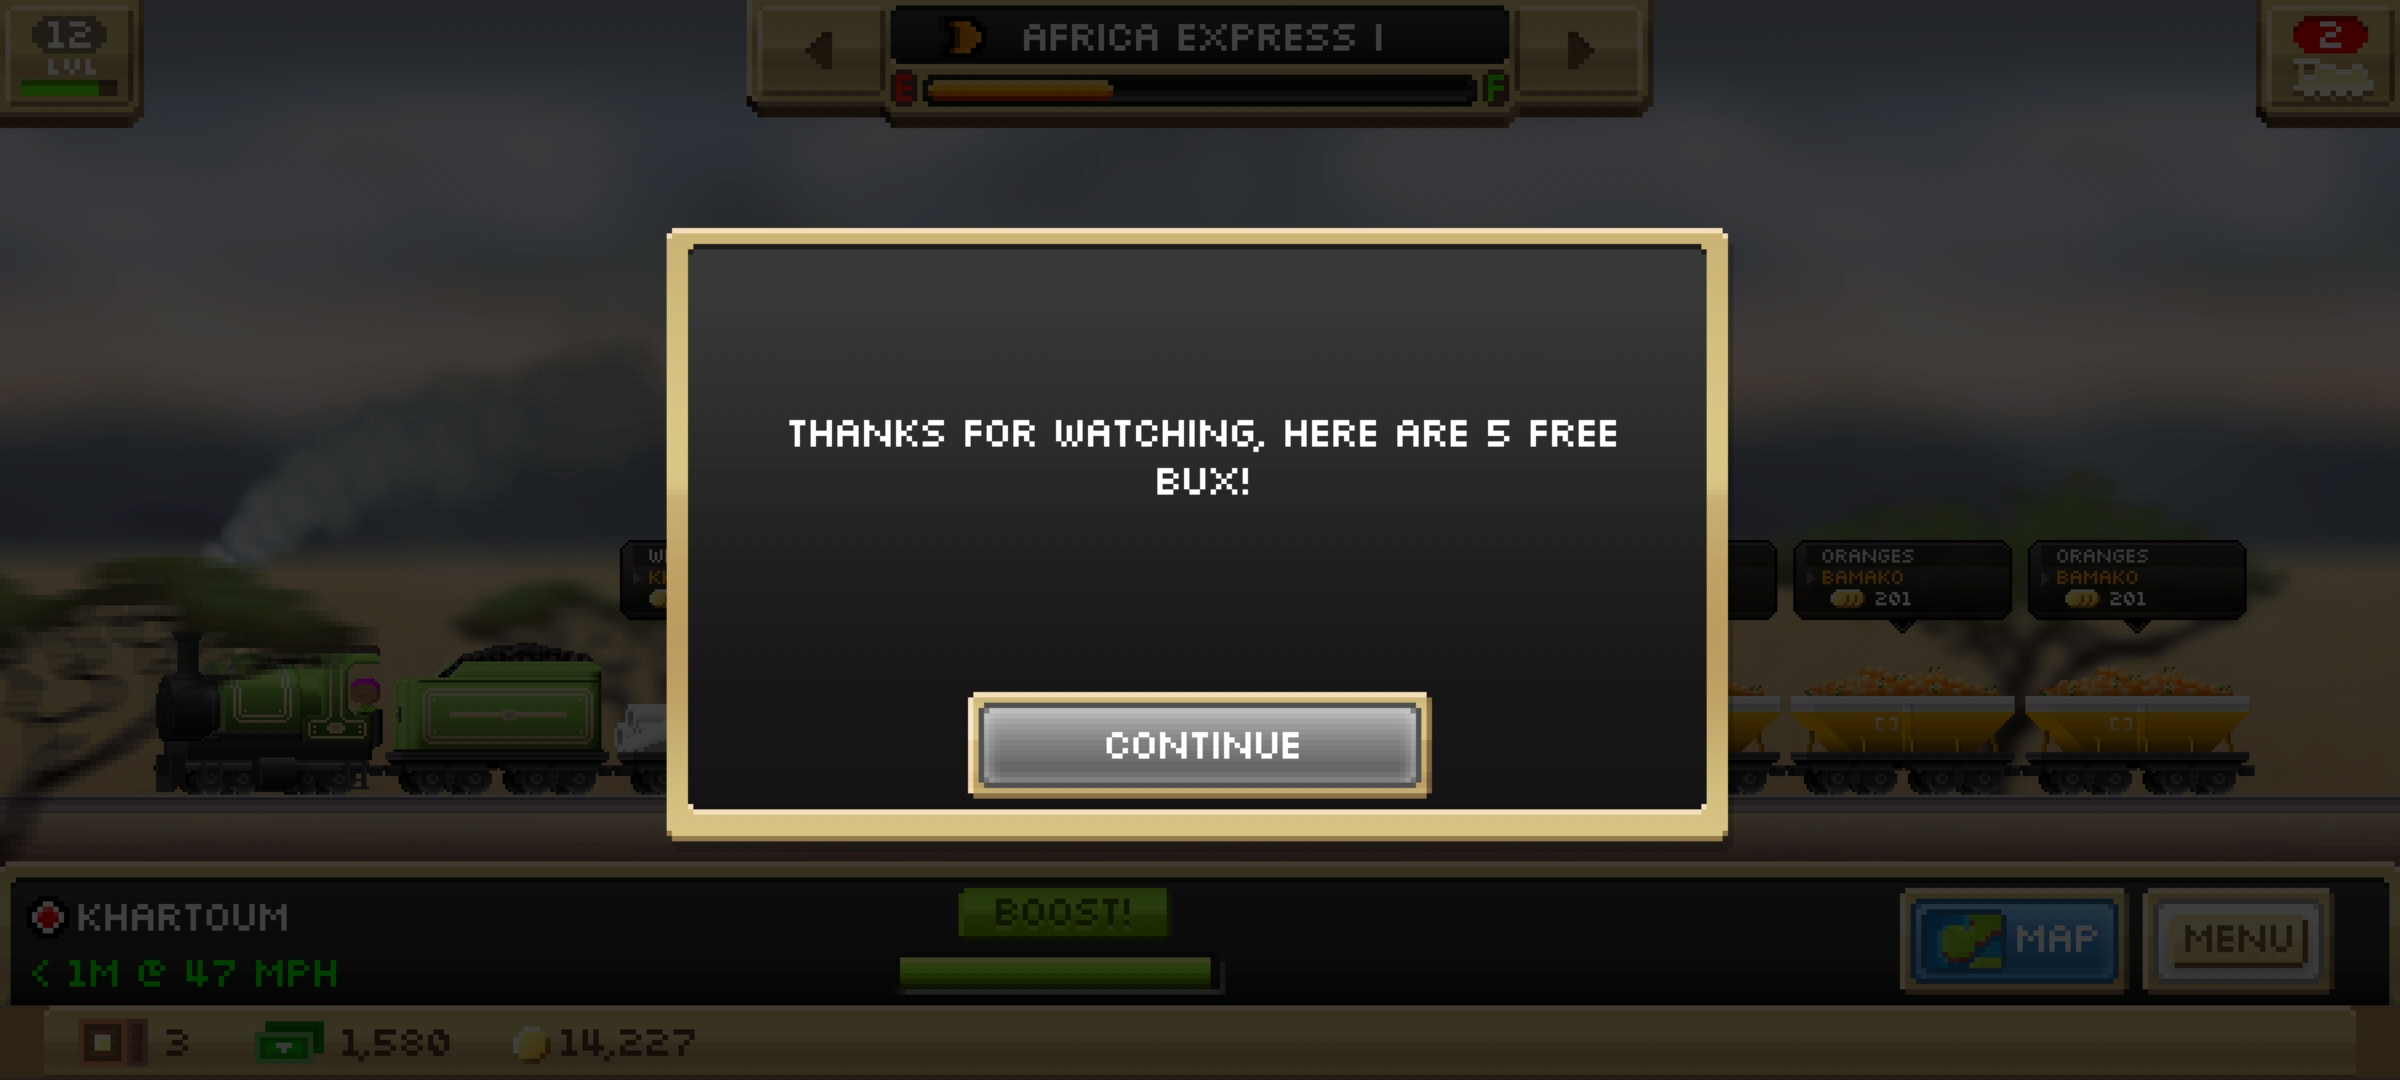 12
LVL
AFRICA EXPRESS I
E
F
2
THANKS FOR WATCHING, HERE ARE 5 FREE
BUX!
ORANGES
BAMAKO
201
ORANGES
BAMAKO
201
CONTINUE
KHARTOUM
< 1M @ 47 MPH
BOOST!
MAP
MENU
3
1,580
14,227